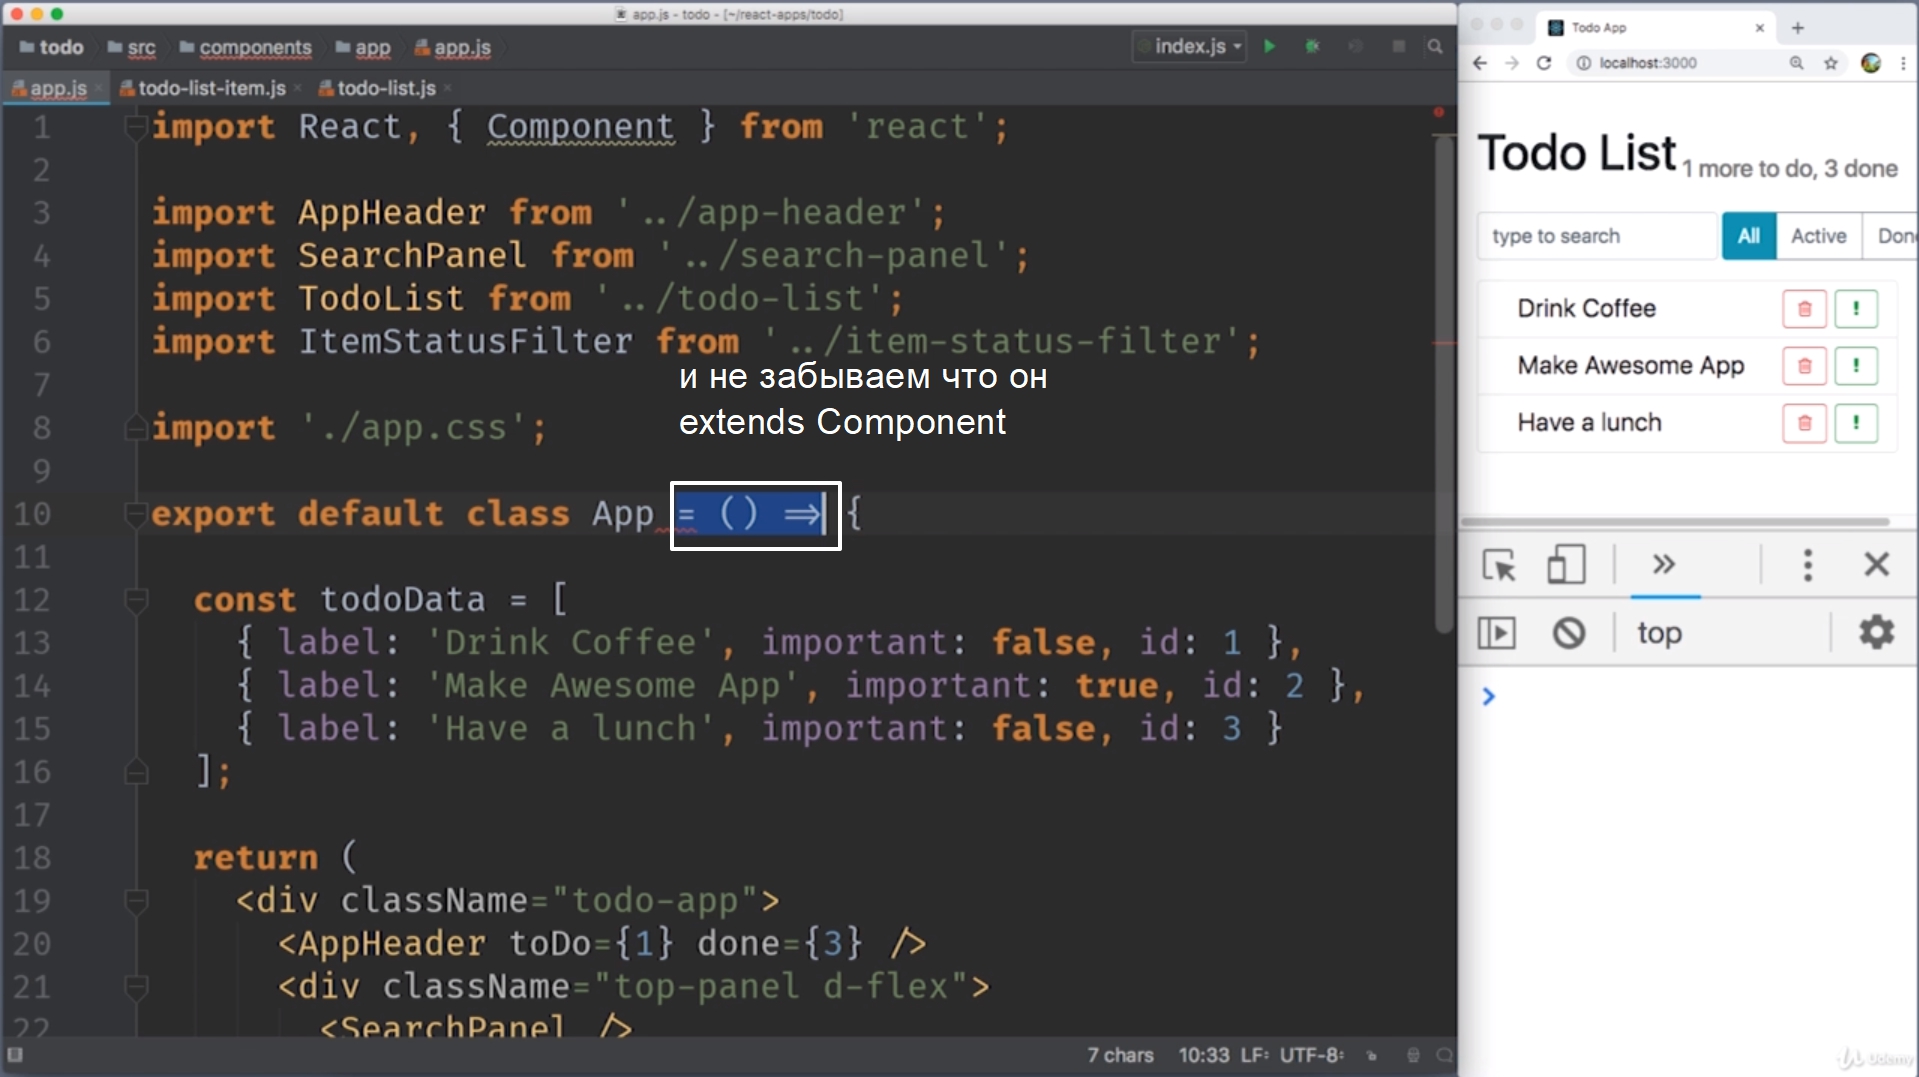 app.js - todo - [~/react-apps/todo]
todo src components app app.js
index.js
app.js todo-list-item.js todo-list.js
1 import React, { Component } from 'react';
2
3 import AppHeader from '../app-header';
4 import SearchPanel from '../search-panel';
5 import TodoList from '../todo-list';
6 import ItemStatusFilter from '../item-status-filter';
7
и не забываем что он
extends Component
8 import './app.css';
9
10 export default class App = () => {
11
12 const todoData = [
13 { label: 'Drink Coffee', important: false, id: 1 },
14 { label: 'Make Awesome App', important: true, id: 2 },
15 { label: 'Have a lunch', important: false, id: 3 }
16 ];
17
18 return (
19 <div className="todo-app">
20 <AppHeader toDo={1} done={3} />
21 <div className="top-panel d-flex">
22 <SearchPanel />
7 chars 10:33 LF: UTF-8:
Todo App
localhost:3000
Todo List 1 more to do, 3 done
type to search All Active Done
Drink Coffee
Make Awesome App
Have a lunch
top
Udemy